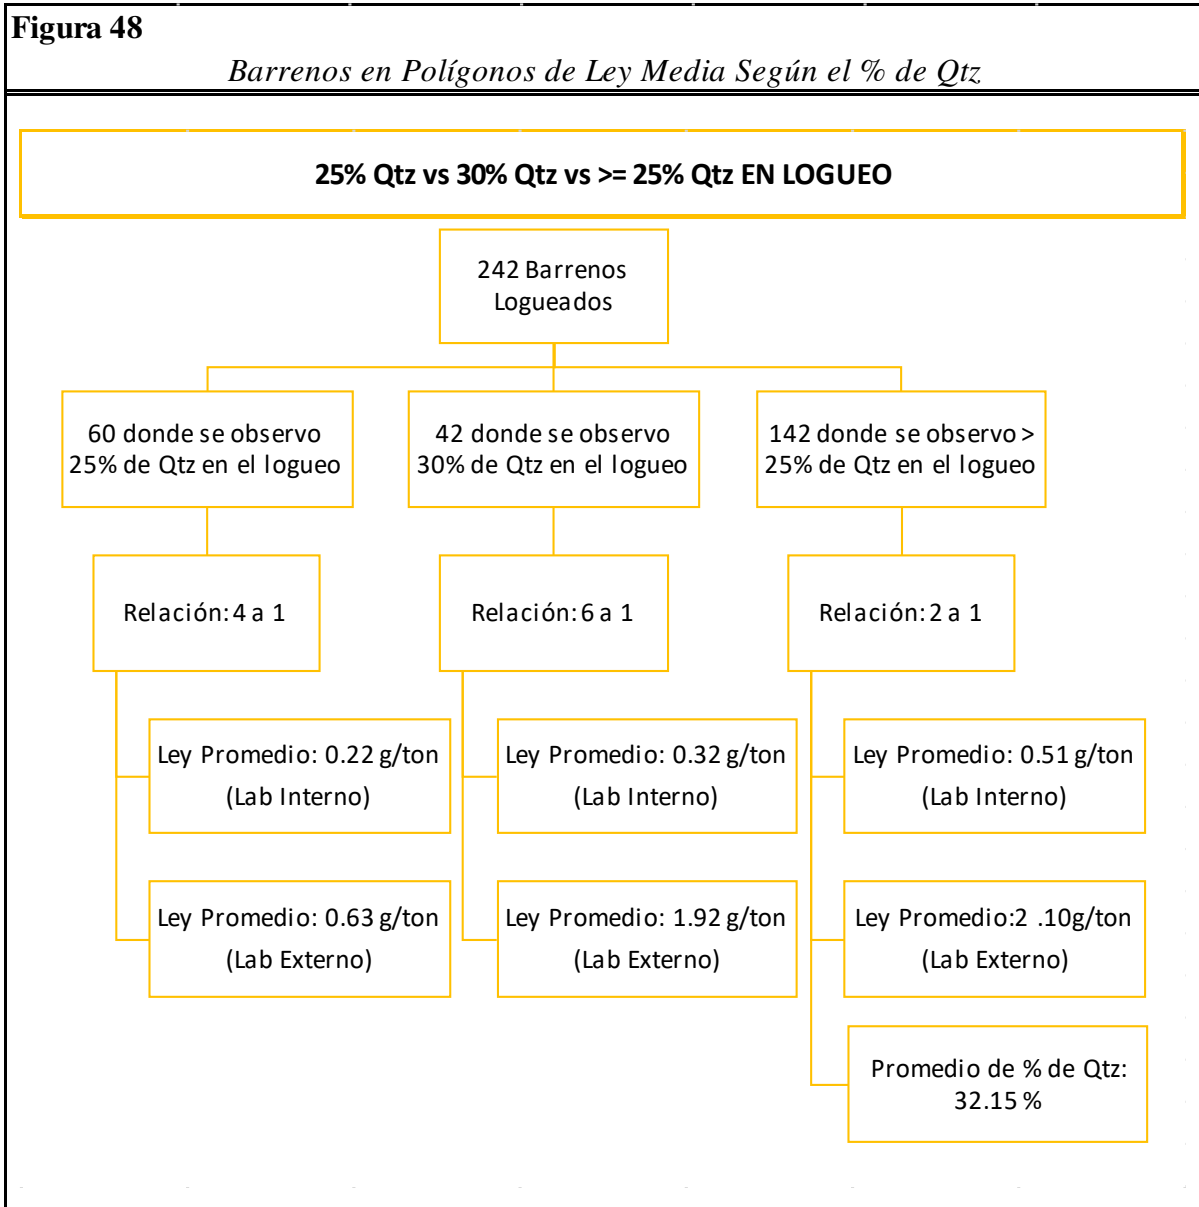 Figura 48
Barrenos en Polígonos de Ley Media Según el % de Qtz
25% Qtz vs 30% Qtz vs >= 25% Qtz EN LOGUEO
242 Barrenos
Logueados
60 donde se observo
25% de Qtz en el logueo
42 donde se observo
30% de Qtz en el logueo
142 donde se observo >
25% de Qtz en el logueo
Relación: 4 a 1
Relación: 6 a 1
Relación: 2 a 1
Ley Promedio: 0.22 g/ton
(Lab Interno)
Ley Promedio: 0.32 g/ton
(Lab Interno)
Ley Promedio: 0.51 g/ton
(Lab Interno)
Ley Promedio: 0.63 g/ton
(Lab Externo)
Ley Promedio: 1.92 g/ton
(Lab Externo)
Ley Promedio:2 .10g/ton
(Lab Externo)
Promedio de % de Qtz:
32.15 %